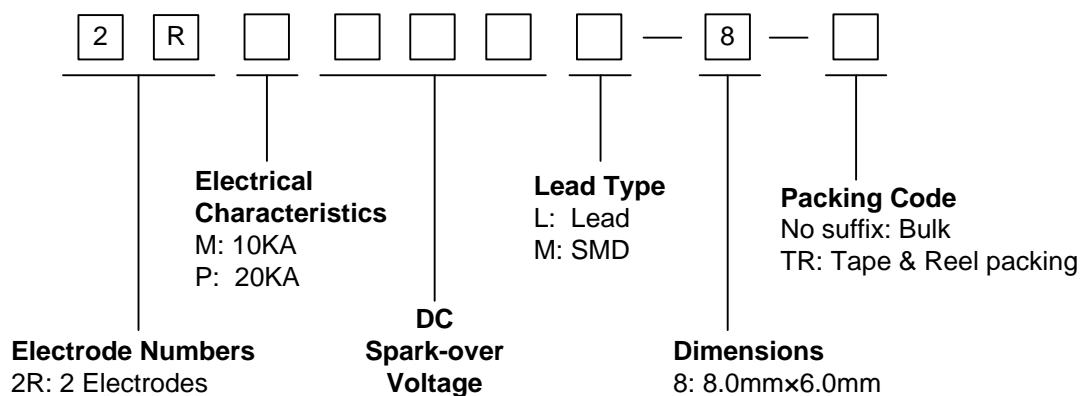 2 R — 8 —
Electrical
Characteristics
M: 10KA
P: 20KA
Lead Type
L: Lead
M: SMD
Packing Code
No suffix: Bulk
TR: Tape & Reel packing
Electrode Numbers
2R: 2 Electrodes
DC
Spark-over
Voltage
Dimensions
8: 8.0mm×6.0mm